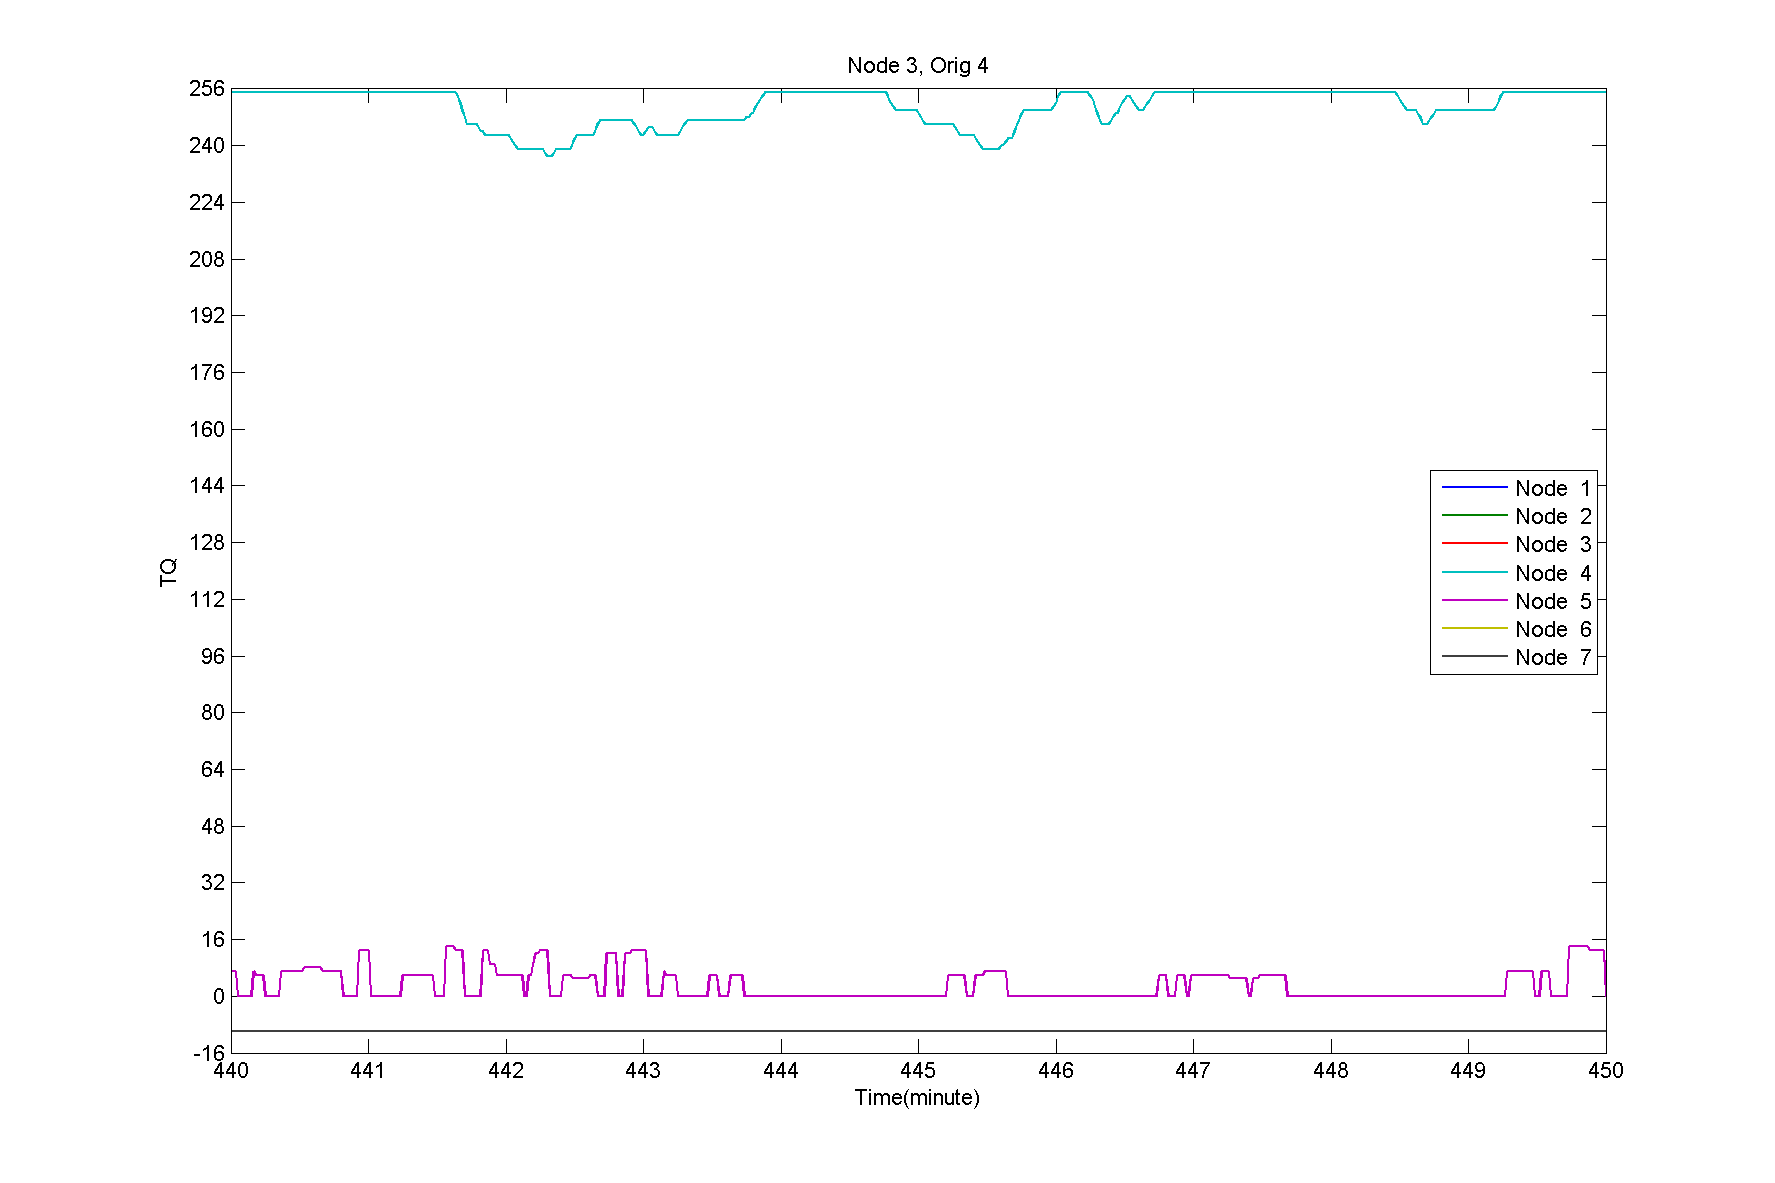 Node 3, Orig 4
256
240
224
208
192
176
160
144
128
112
96
80
64
48
32
16
0
-16
TQ
Node 1
Node 2
Node 3
Node 4
Node 5
Node 6
Node 7
440 441 442 443 444 445 446 447 448 449 450
Time(minute)